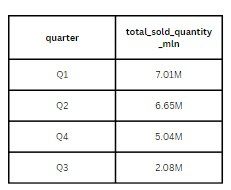 quarter
total_sold_quantity
_mln
Q1 7.01M
Q2 6.65M
Q4 5.04M
Q3 2.08M